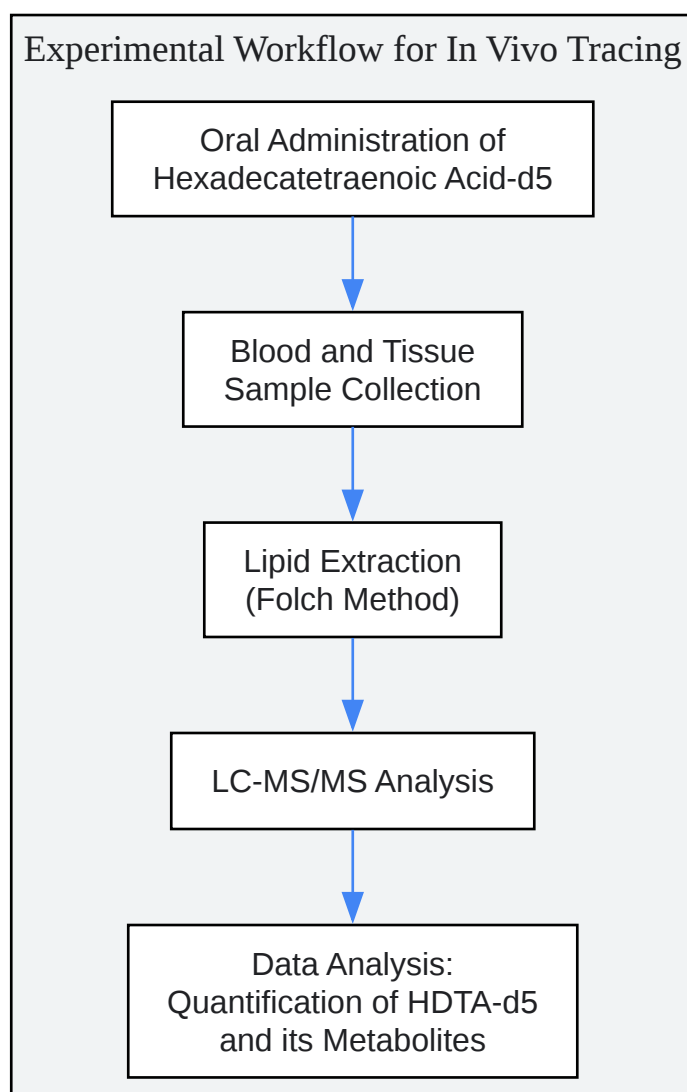 Experimental Workflow for In Vivo Tracing
Oral Administration of
Hexadecatetraenoic Acid-d5
Blood and Tissue
Sample Collection
Lipid Extraction
(Folch Method)
LC-MS/MS Analysis
Data Analysis:
Quantification of HDTA-d5
and its Metabolites